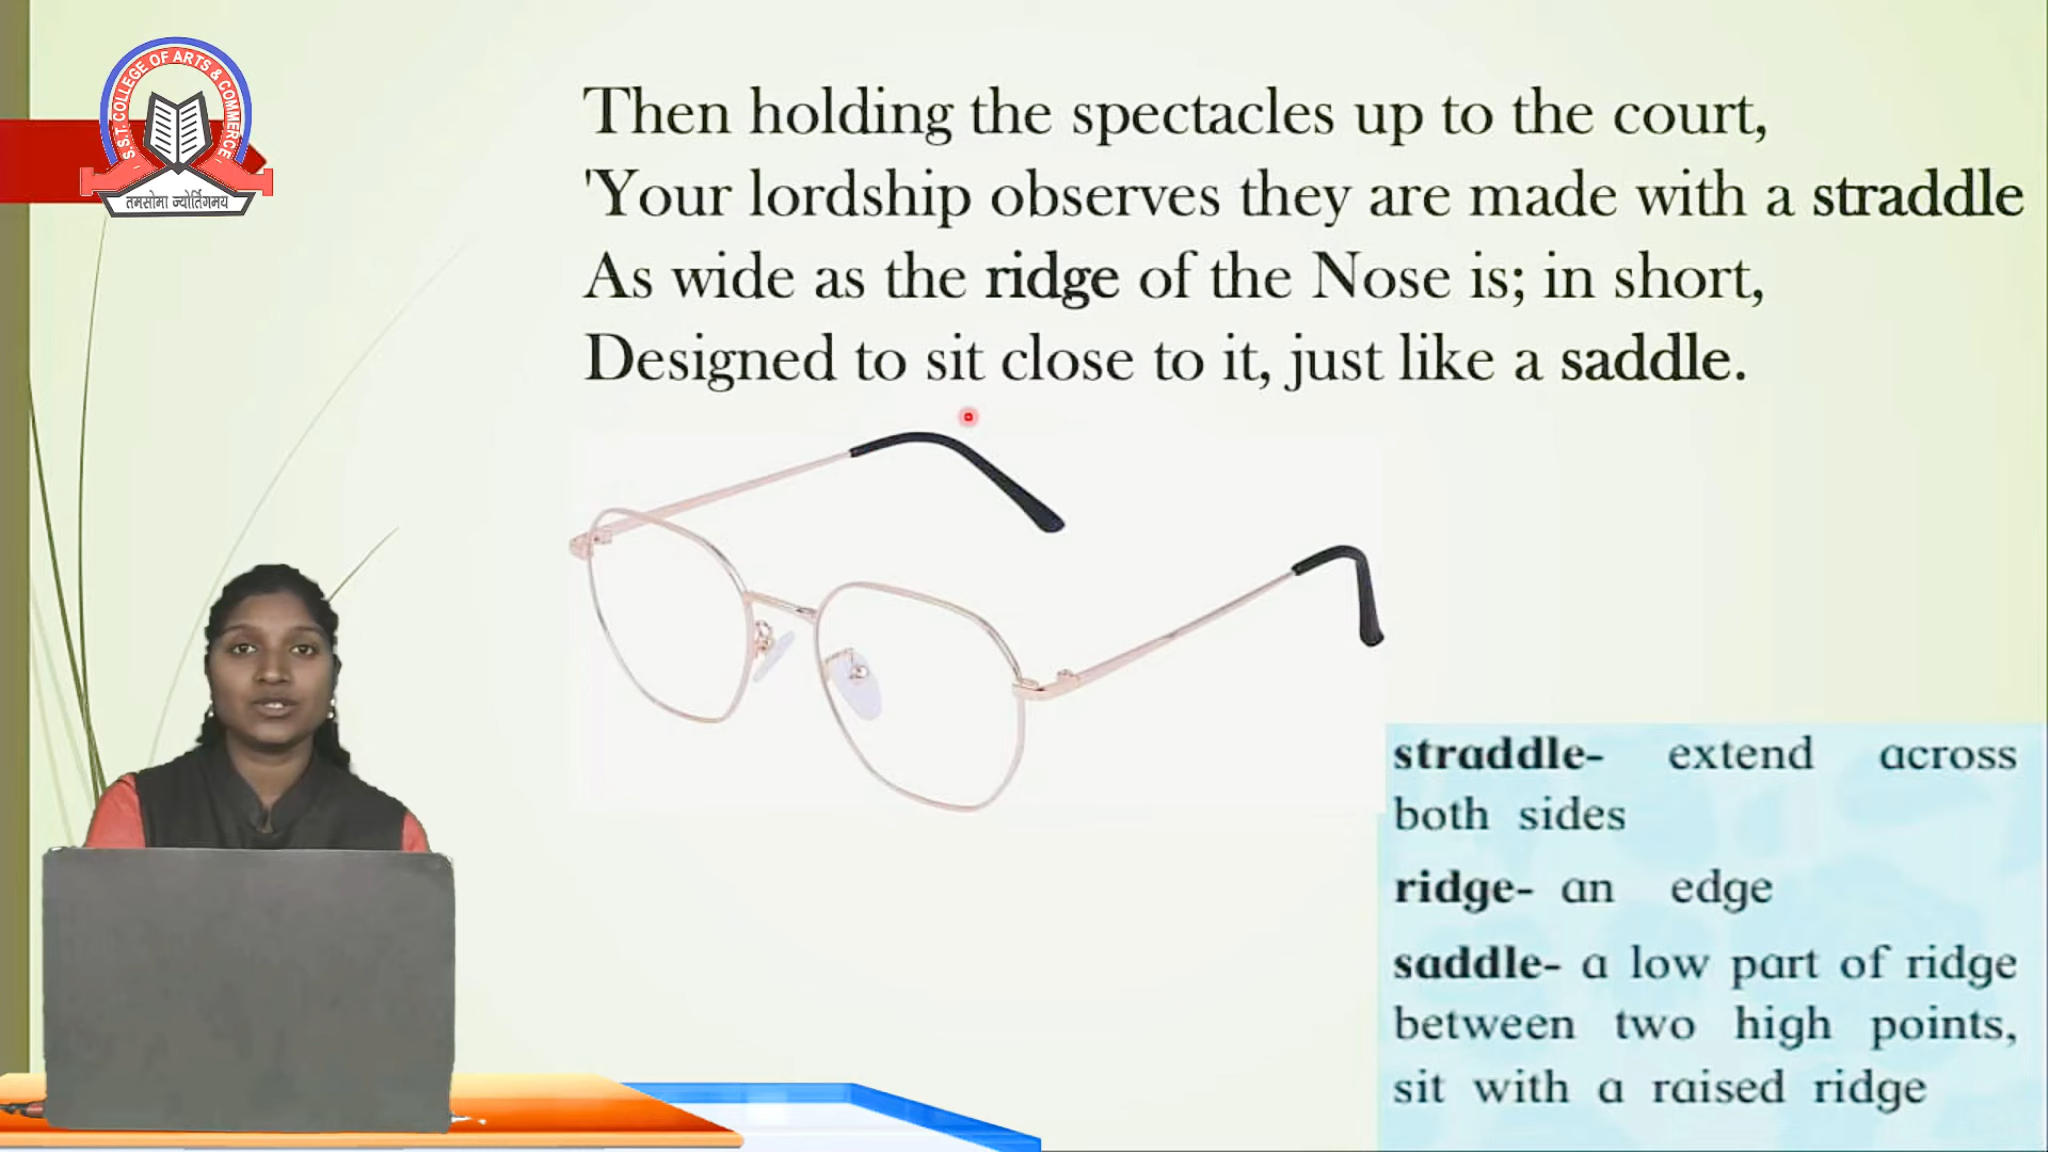 S.S.T. COLLEGE OF ARTS & COMMERCE
तमसोमा ज्योर्तिगमय
Then holding the spectacles up to the court,
'Your lordship observes they are made with a straddle
As wide as the ridge of the Nose is; in short,
Designed to sit close to it, just like a saddle.
straddle- extend across
both sides
ridge- an edge
saddle- a low part of ridge
between two high points,
sit with a raised ridge